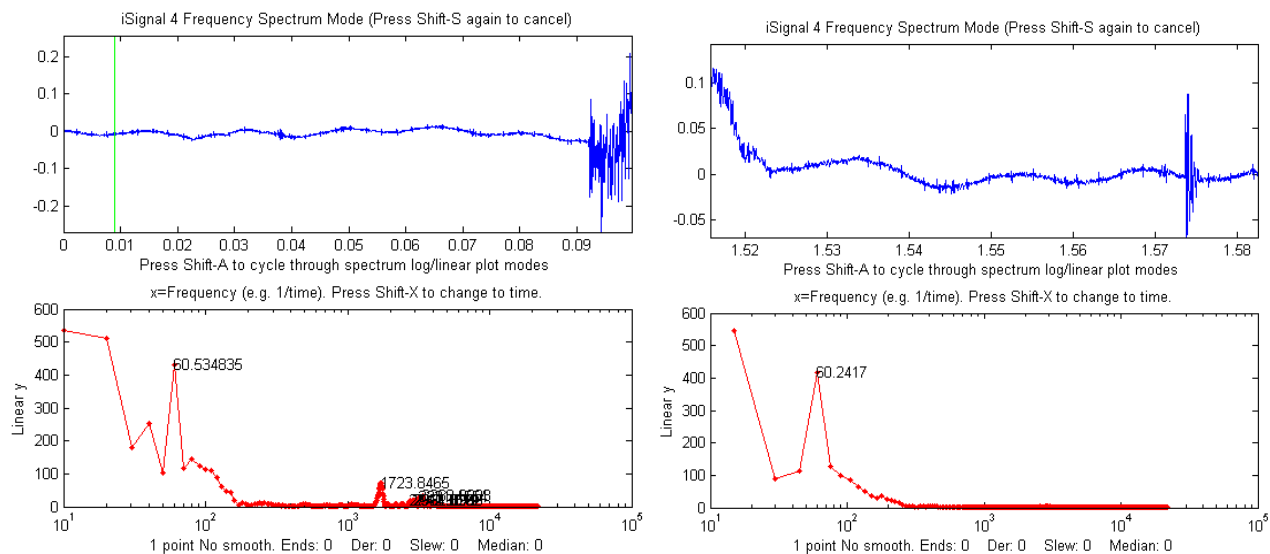 iSignal 4 Frequency Spectrum Mode (Press Shift-S again to cancel)
0.2
0.1
0
-0.1
-0.2
0 0.01 0.02 0.03 0.04 0.05 0.06 0.07 0.08 0.09
Press Shift-A to cycle through spectrum log/linear plot modes
x=Frequency (e.g. 1/time). Press Shift-X to change to time.
600
500
400
300
200
100
0
Linear y
60.534835
1723.8465
10^1 10^2 10^3 10^4 10^5
1 point No smooth. Ends: 0 Der: 0 Slew: 0 Median: 0
iSignal 4 Frequency Spectrum Mode (Press Shift-S again to cancel)
0.1
0.05
0
-0.05
1.52 1.53 1.54 1.55 1.56 1.57 1.58
Press Shift-A to cycle through spectrum log/linear plot modes
x=Frequency (e.g. 1/time). Press Shift-X to change to time.
600
500
400
300
200
100
0
Linear y
60.2417
10^1 10^2 10^3 10^4 10^5
1 point No smooth. Ends: 0 Der: 0 Slew: 0 Median: 0